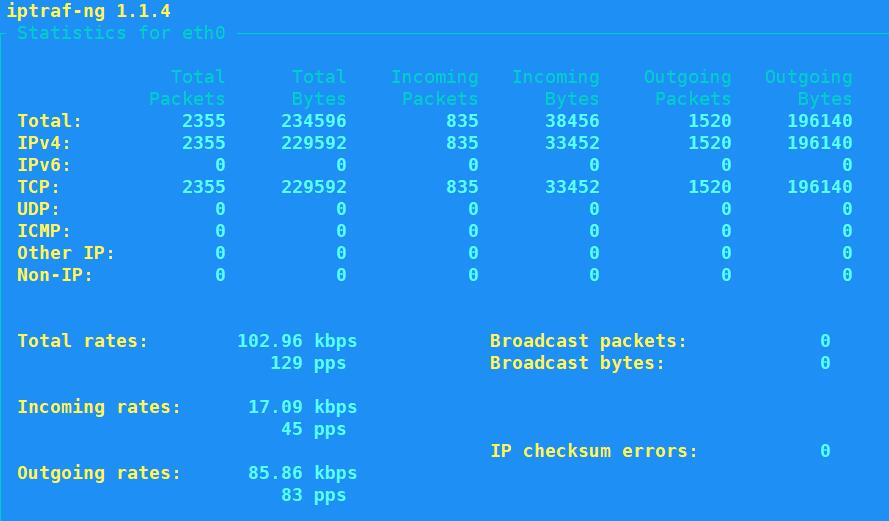 iptraf-ng 1.1.4
Statistics for eth0
Total Total Incoming Incoming Outgoing Outgoing
Packets Bytes Packets Bytes Packets Bytes
Total: 2355 234596 835 38456 1520 196140
IPv4: 2355 229592 835 33452 1520 196140
IPv6: 0 0 0 0 0 0
TCP: 2355 229592 835 33452 1520 196140
UDP: 0 0 0 0 0 0
ICMP: 0 0 0 0 0 0
Other IP: 0 0 0 0 0 0
Non-IP: 0 0 0 0 0 0
Total rates: 102.96 kbps Broadcast packets: 0
129 pps Broadcast bytes: 0
Incoming rates: 17.09 kbps
45 pps
IP checksum errors: 0
Outgoing rates: 85.86 kbps
83 pps